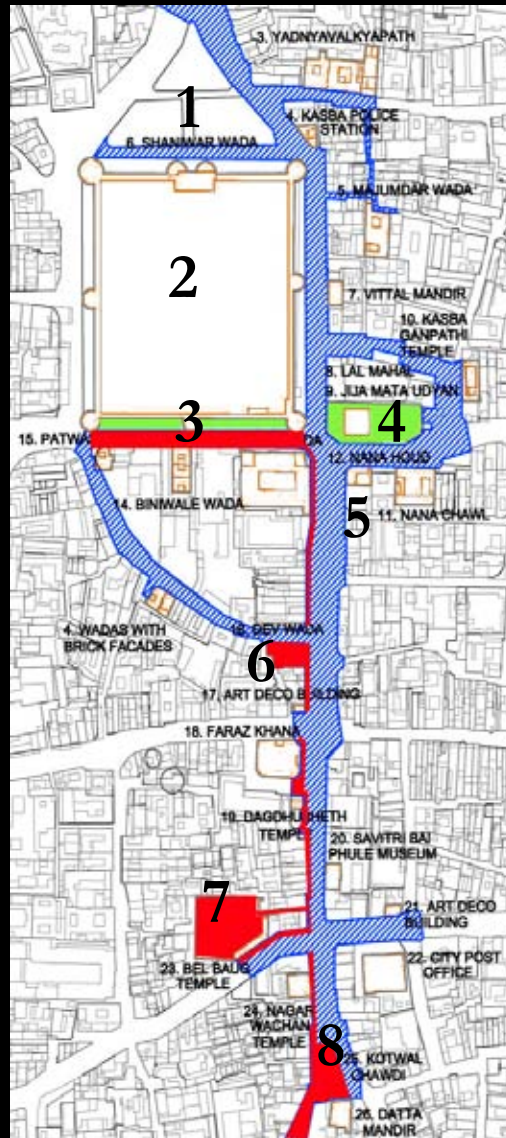 3. YADNYAVALKYAPATH
1
4. KASBA POLICE
STATION
6. SHANIWAR WADA
5. MAJUMDAR WADA
2
7. VITTAL MANDIR
10. KASBA
GANPATHI
TEMPLE
8. LAL MAHAL
9. JIJA MATA UDYAN
3
4
15. PATWA
DA
12. NANA HOUD
14. BINIWALE WADA
5
11. NANA CHAWL
4. WADAS WITH
BRICK FACADES
16. DEV WADA
6
17. ART DECO BUILDING
18. FARAZ KHANA
19. DAGDHUSHETH
TEMPLE
20. SAVITRI BAI
PHULE MUSEUM
7
21. ART DECO
BUILDING
22. CITY POST
OFFICE
23. BEL BAUG
TEMPLE
24. NAGAR
WACHAN
TEMPLE
8
25. KOTWAL
CHAWDI
26. DATTA
MANDIR